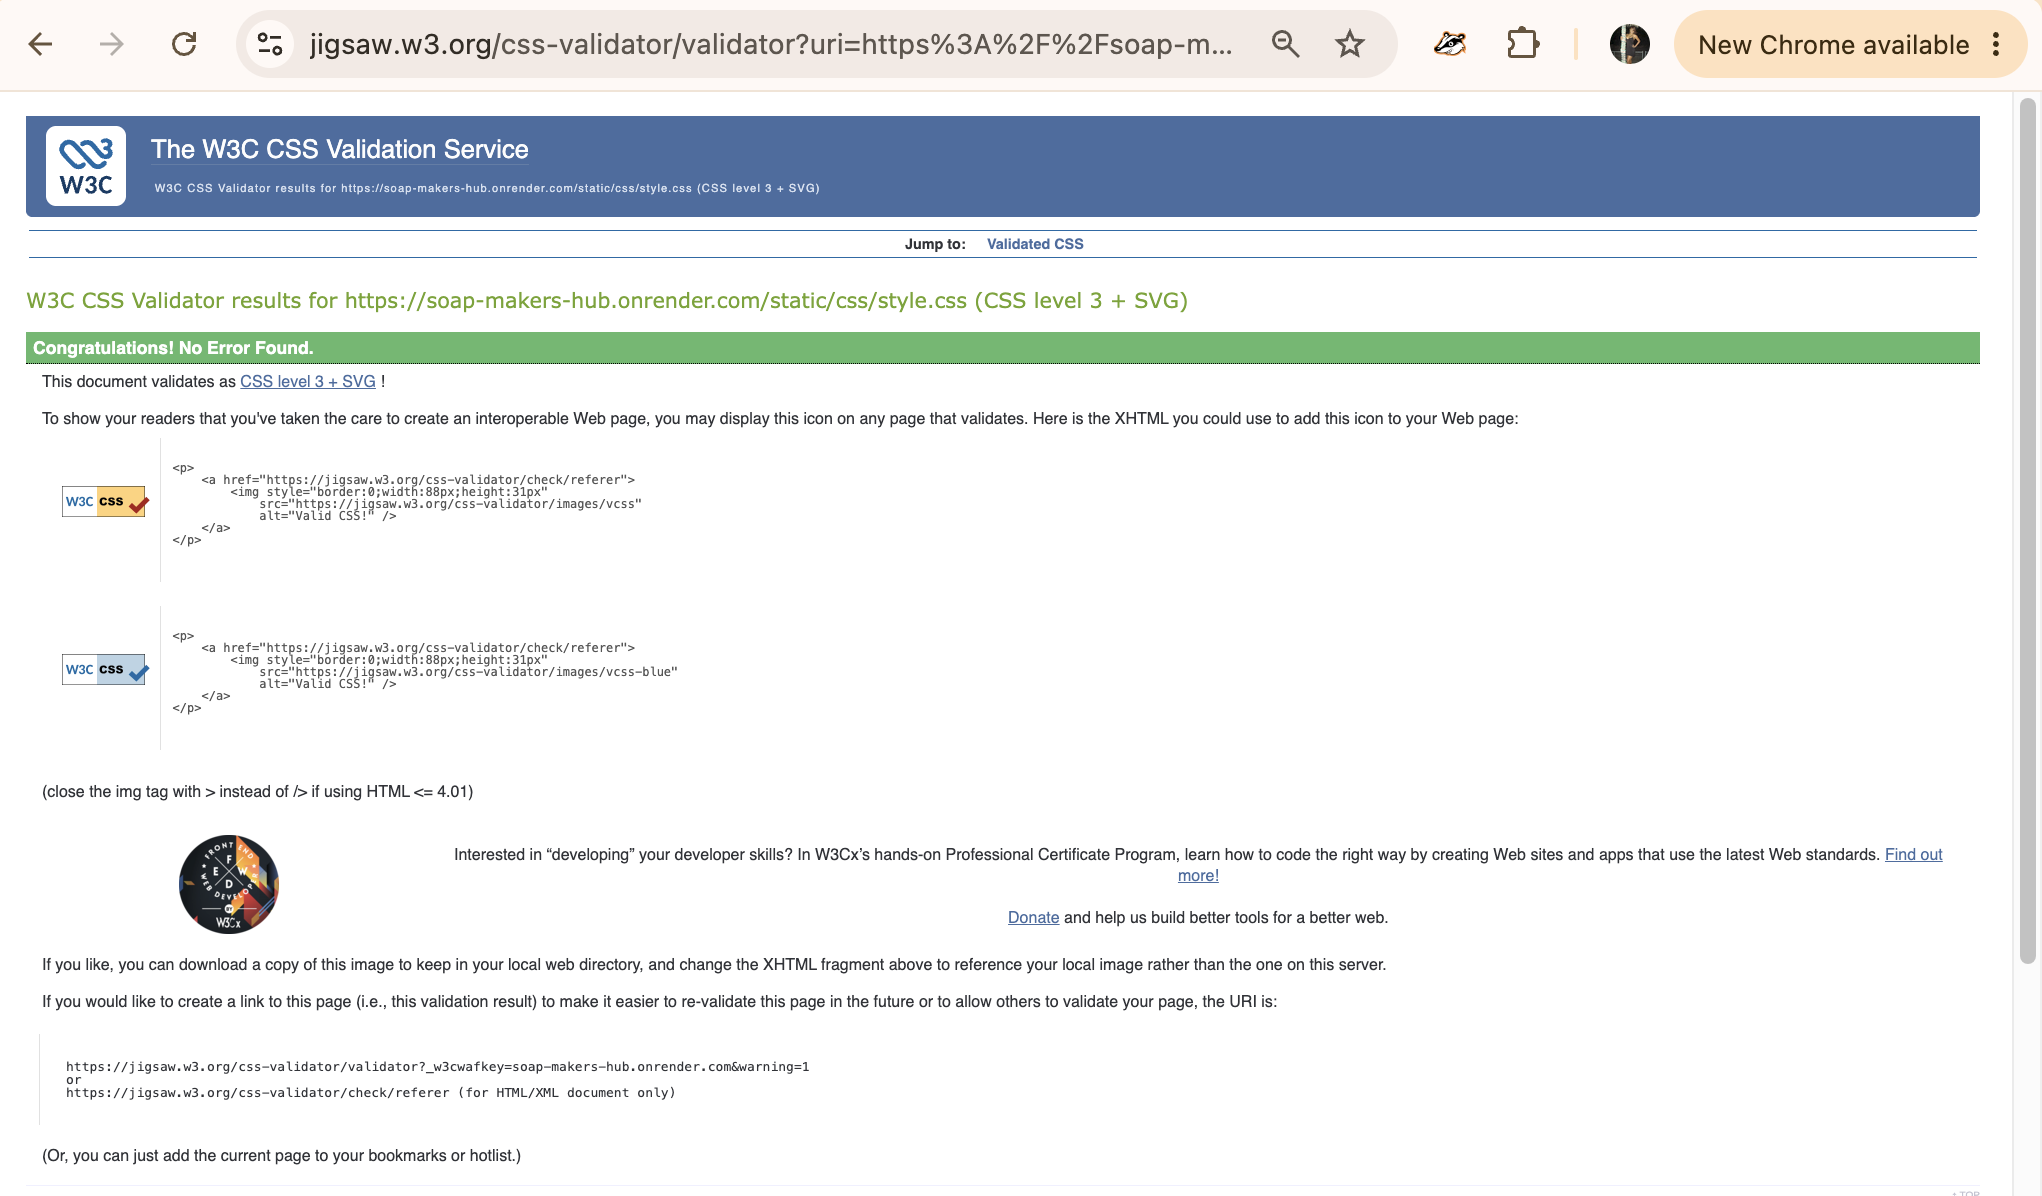 jigsaw.w3.org/css-validator/validator?uri=https%3A%2F%2Fsoap-m...
New Chrome available
W3C
The W3C CSS Validation Service
W3C CSS Validator results for https://soap-makers-hub.onrender.com/static/css/style.css (CSS level 3 + SVG)
Jump to: Validated CSS
W3C CSS Validator results for https://soap-makers-hub.onrender.com/static/css/style.css (CSS level 3 + SVG)
Congratulations! No Error Found.
This document validates as CSS level 3 + SVG !
To show your readers that you've taken the care to create an interoperable Web page, you may display this icon on any page that validates. Here is the XHTML you could use to add this icon to your Web page:
W3C css
<p>
<a href="https://jigsaw.w3.org/css-validator/check/referer">
<img style="border:0;width:88px;height:31px"
src="https://jigsaw.w3.org/css-validator/images/vcss"
alt="Valid CSS!" />
</a>
</p>
W3C css
<p>
<a href="https://jigsaw.w3.org/css-validator/check/referer">
<img style="border:0;width:88px;height:31px"
src="https://jigsaw.w3.org/css-validator/images/vcss-blue"
alt="Valid CSS!" />
</a>
</p>
(close the img tag with > instead of /> if using HTML <= 4.01)
FRONT END
WEB DEVELOPER
F E W D
W3Cx
Interested in “developing” your developer skills? In W3Cx’s hands-on Professional Certificate Program, learn how to code the right way by creating Web sites and apps that use the latest Web standards. Find out
more!
Donate and help us build better tools for a better web.
If you like, you can download a copy of this image to keep in your local web directory, and change the XHTML fragment above to reference your local image rather than the one on this server.
If you would like to create a link to this page (i.e., this validation result) to make it easier to re-validate this page in the future or to allow others to validate your page, the URI is:
https://jigsaw.w3.org/css-validator/validator?_w3cwafkey=soap-makers-hub.onrender.com&warning=1
or
https://jigsaw.w3.org/css-validator/check/referer (for HTML/XML document only)
(Or, you can just add the current page to your bookmarks or hotlist.)
↑ TOP